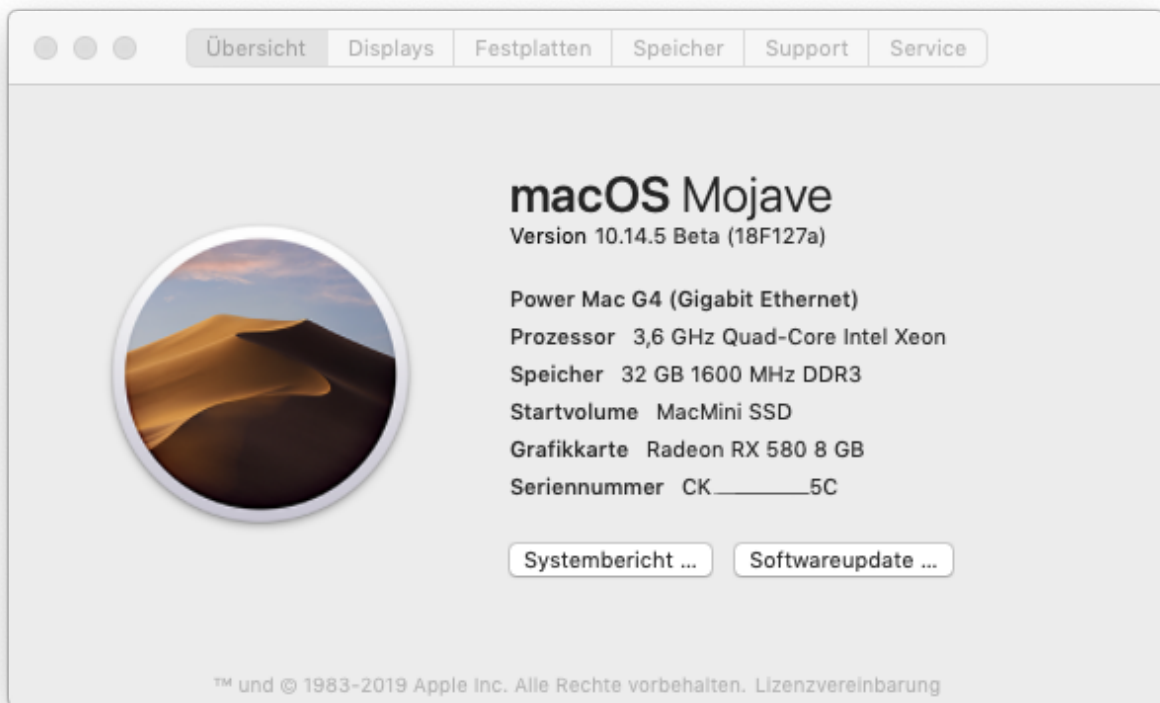 Übersicht Displays Festplatten Speicher Support Service
macOS Mojave
Version 10.14.5 Beta (18F127a)
Power Mac G4 (Gigabit Ethernet)
Prozessor 3,6 GHz Quad-Core Intel Xeon
Speicher 32 GB 1600 MHz DDR3
Startvolume MacMini SSD
Grafikkarte Radeon RX 580 8 GB
Seriennummer CK________5C
Systembericht ... Softwareupdate ...
™ und © 1983-2019 Apple Inc. Alle Rechte vorbehalten. Lizenzvereinbarung